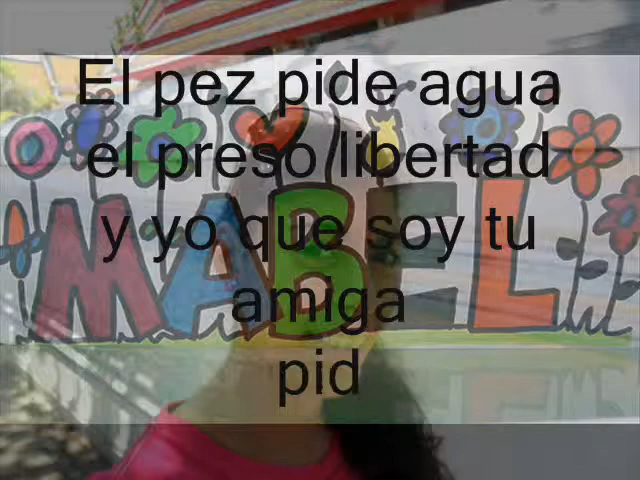 El pez pide agua
el preso libertad
y yo que soy tu
amiga
pid
MABEL